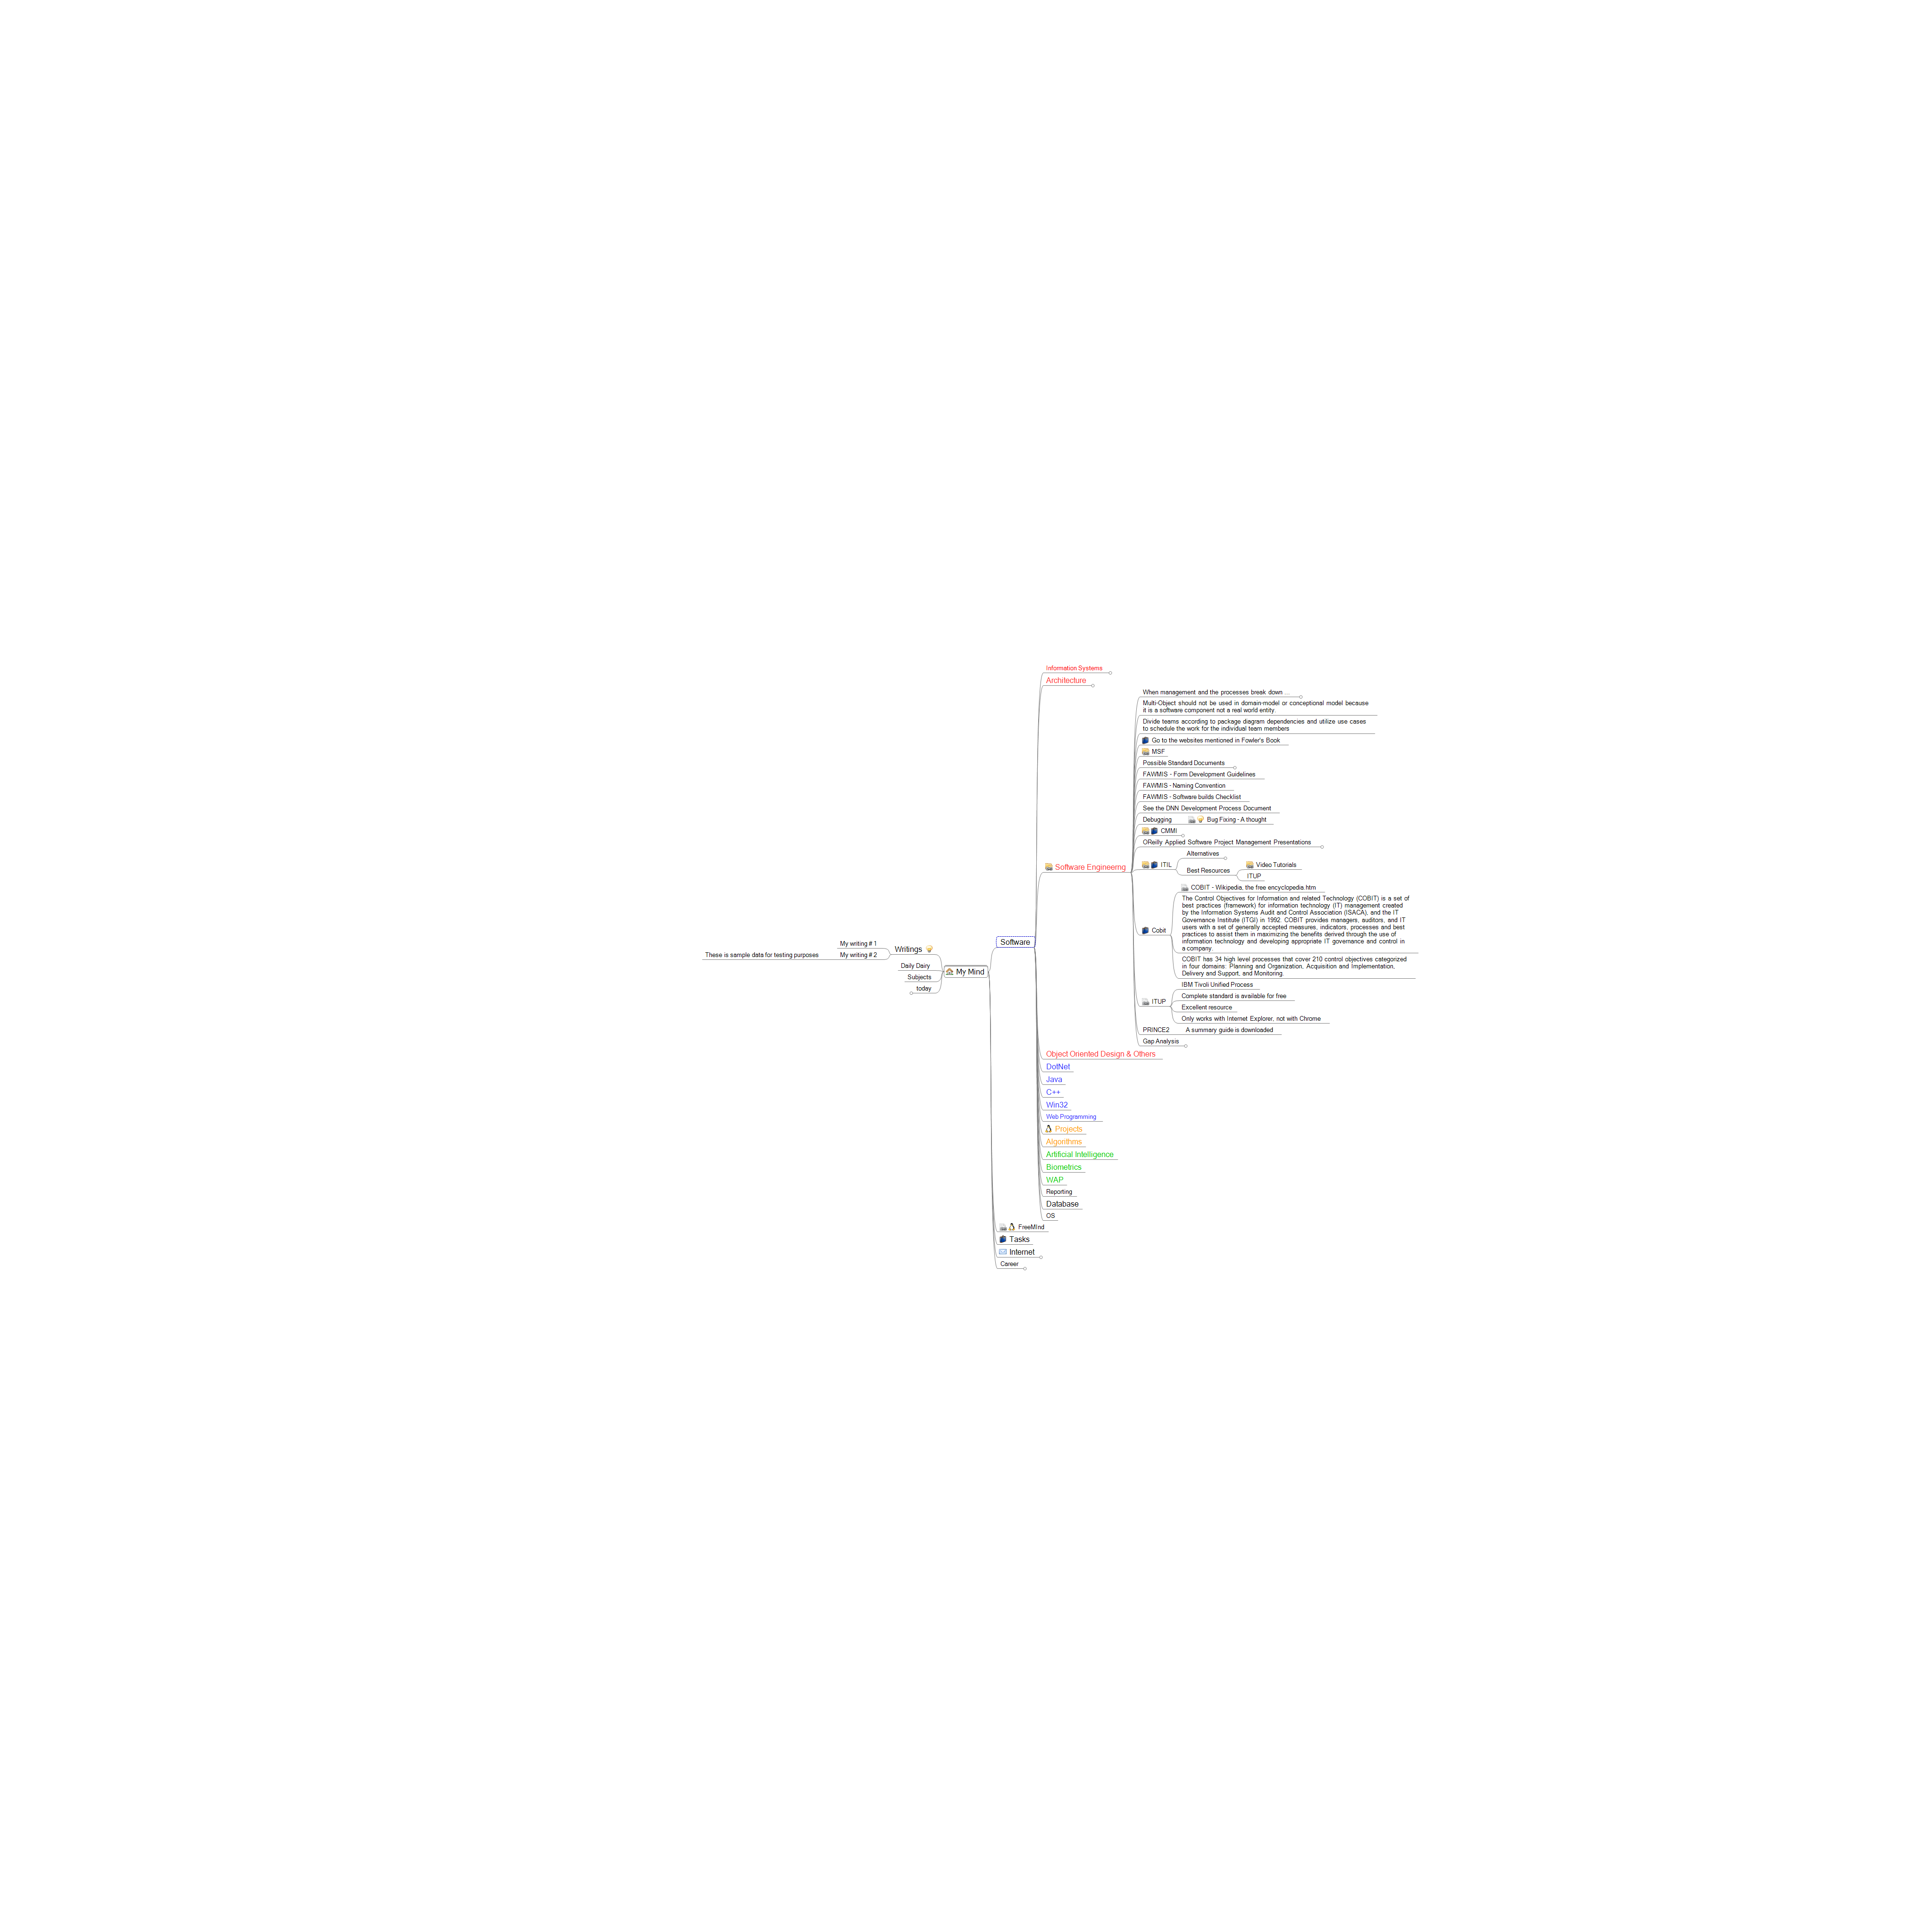 Information Systems
Architecture
When management and the processes break down ...
Multi-Object should not be used in domain-model or conceptional model because
it is a software component not a real world entity.
Divide teams according to package diagram dependencies and utilize use cases
to schedule the work for the individual team members
Go to the websites mentioned in Fowler's Book
MSF
Possible Standard Documents
FAWMIS - Form Development Guidelines
FAWMIS - Naming Convention
FAWMIS - Software builds Checklist
See the DNN Development Process Document
Debugging
Bug Fixing - A thought
CMMI
OReilly Applied Software Project Management Presentations
Software Engineerng
ITIL
Alternatives
Best Resources
Video Tutorials
ITUP
Cobit
COBIT - Wikipedia, the free encyclopedia.htm
The Control Objectives for Information and related Technology (COBIT) is a set of
best practices (framework) for information technology (IT) management created
by the Information Systems Audit and Control Association (ISACA), and the IT
Governance Institute (ITGI) in 1992. COBIT provides managers, auditors, and IT
users with a set of generally accepted measures, indicators, processes and best
practices to assist them in maximizing the benefits derived through the use of
information technology and developing appropriate IT governance and control in
a company.
COBIT has 34 high level processes that cover 210 control objectives categorized
in four domains: Planning and Organization, Acquisition and Implementation,
Delivery and Support, and Monitoring.
ITUP
IBM Tivoli Unified Process
Complete standard is available for free
Excellent resource
Only works with Internet Explorer, not with Chrome
PRINCE2
A summary guide is downloaded
Gap Analysis
Software
My writing # 1
Writings
These is sample data for testing purposes
My writing # 2
Daily Dairy
My Mind
Subjects
today
Object Oriented Design & Others
DotNet
Java
C++
Win32
Web Programming
Projects
Algorithms
Artificial Intelligence
Biometrics
WAP
Reporting
Database
OS
FreeMInd
Tasks
Internet
Career